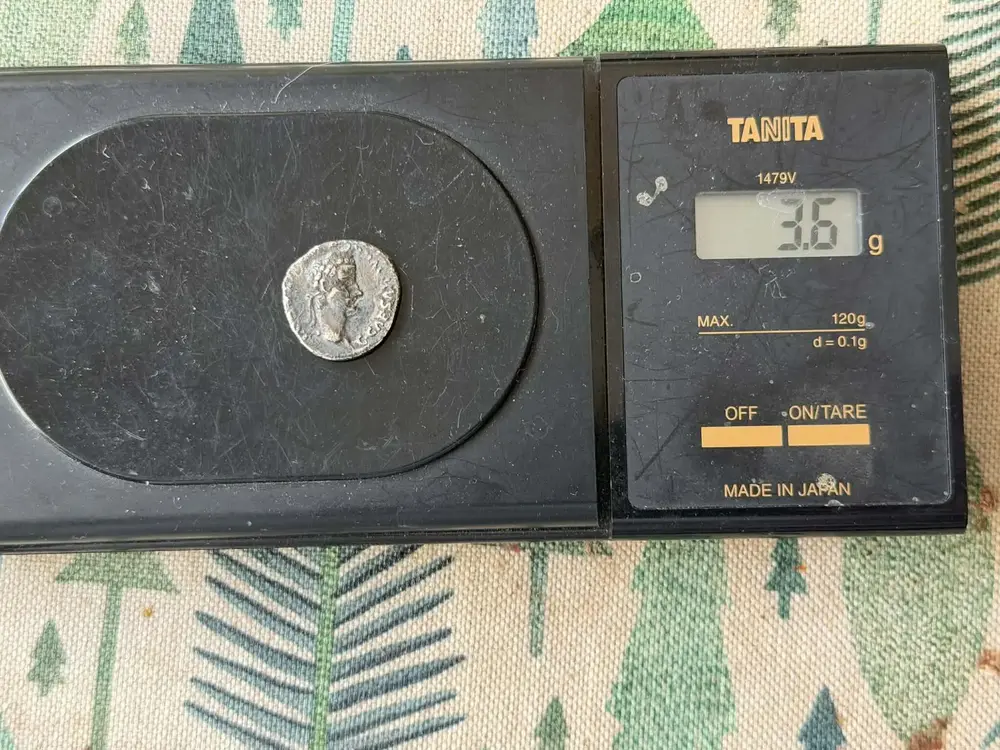 TANITA
1479V
3.6 g
MAX. 120g
d = 0.1g
OFF ON/TARE
MADE IN JAPAN